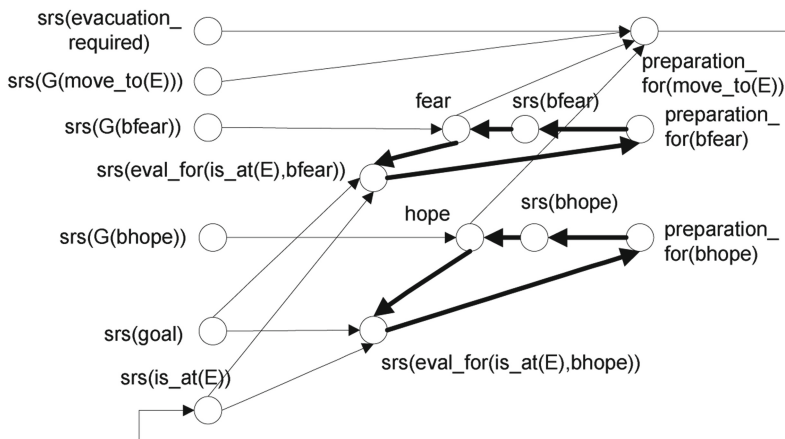 srs(evacuation_
required)
srs(G(move_to(E)))
preparation_
for(move_to(E))
fear
srs(bfear)
preparation_
for(bfear)
srs(G(bfear))
srs(eval_for(is_at(E),bfear))
hope
srs(bhope)
preparation_
for(bhope)
srs(G(bhope))
srs(goal)
srs(eval_for(is_at(E),bhope))
srs(is_at(E))